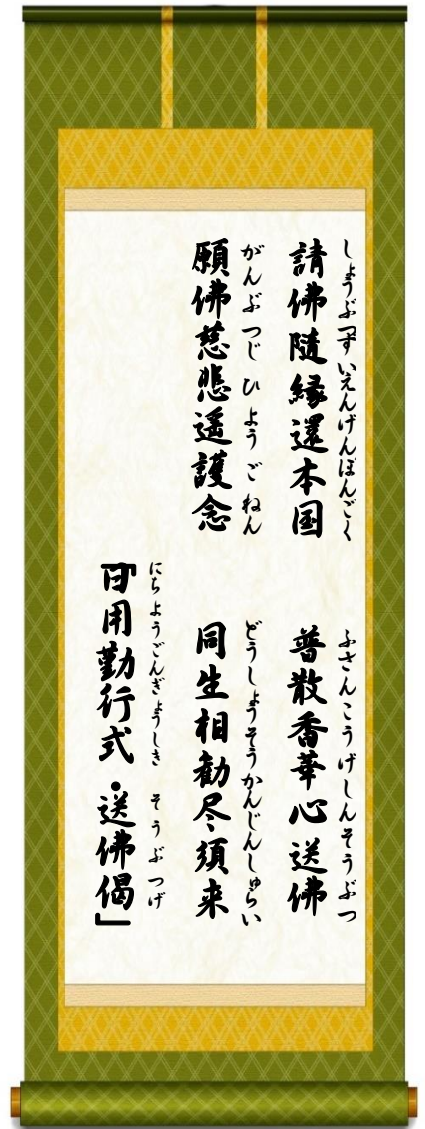 しょうぶつずいえんげんぼんごく　ふさんこうげしんそうぶつ
請佛隨縁還本国　普散香華心送佛
がんぶつじひようごねん　どうしょうそうかんじんしゅらい
願佛慈悲遥護念　同生相勧尽須来
にちようごんぎょうしき　そうぶつげ
『日用勤行式・送佛偈』